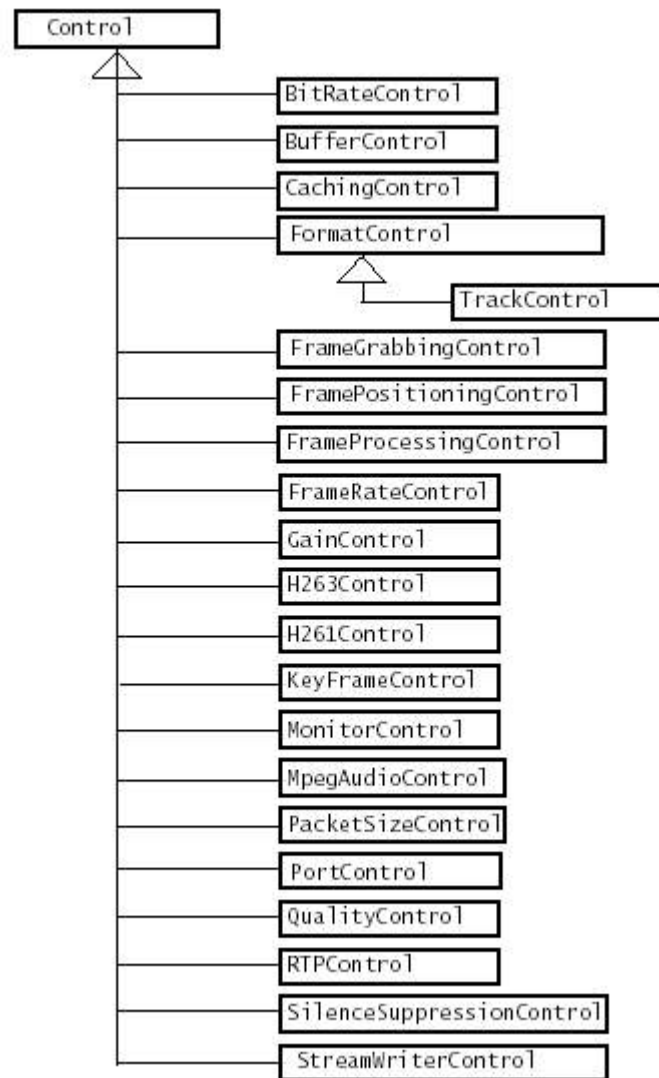 Control
BitRateControl
BufferControl
CachingControl
FormatControl
TrackControl
FrameGrabbingControl
FramePositioningControl
FrameProcessingControl
FrameRateControl
GainControl
H263Control
H261Control
KeyFrameControl
MonitorControl
MpegAudioControl
PacketSizeControl
PortControl
QualityControl
RTPControl
SilenceSuppressionControl
StreamWriterControl